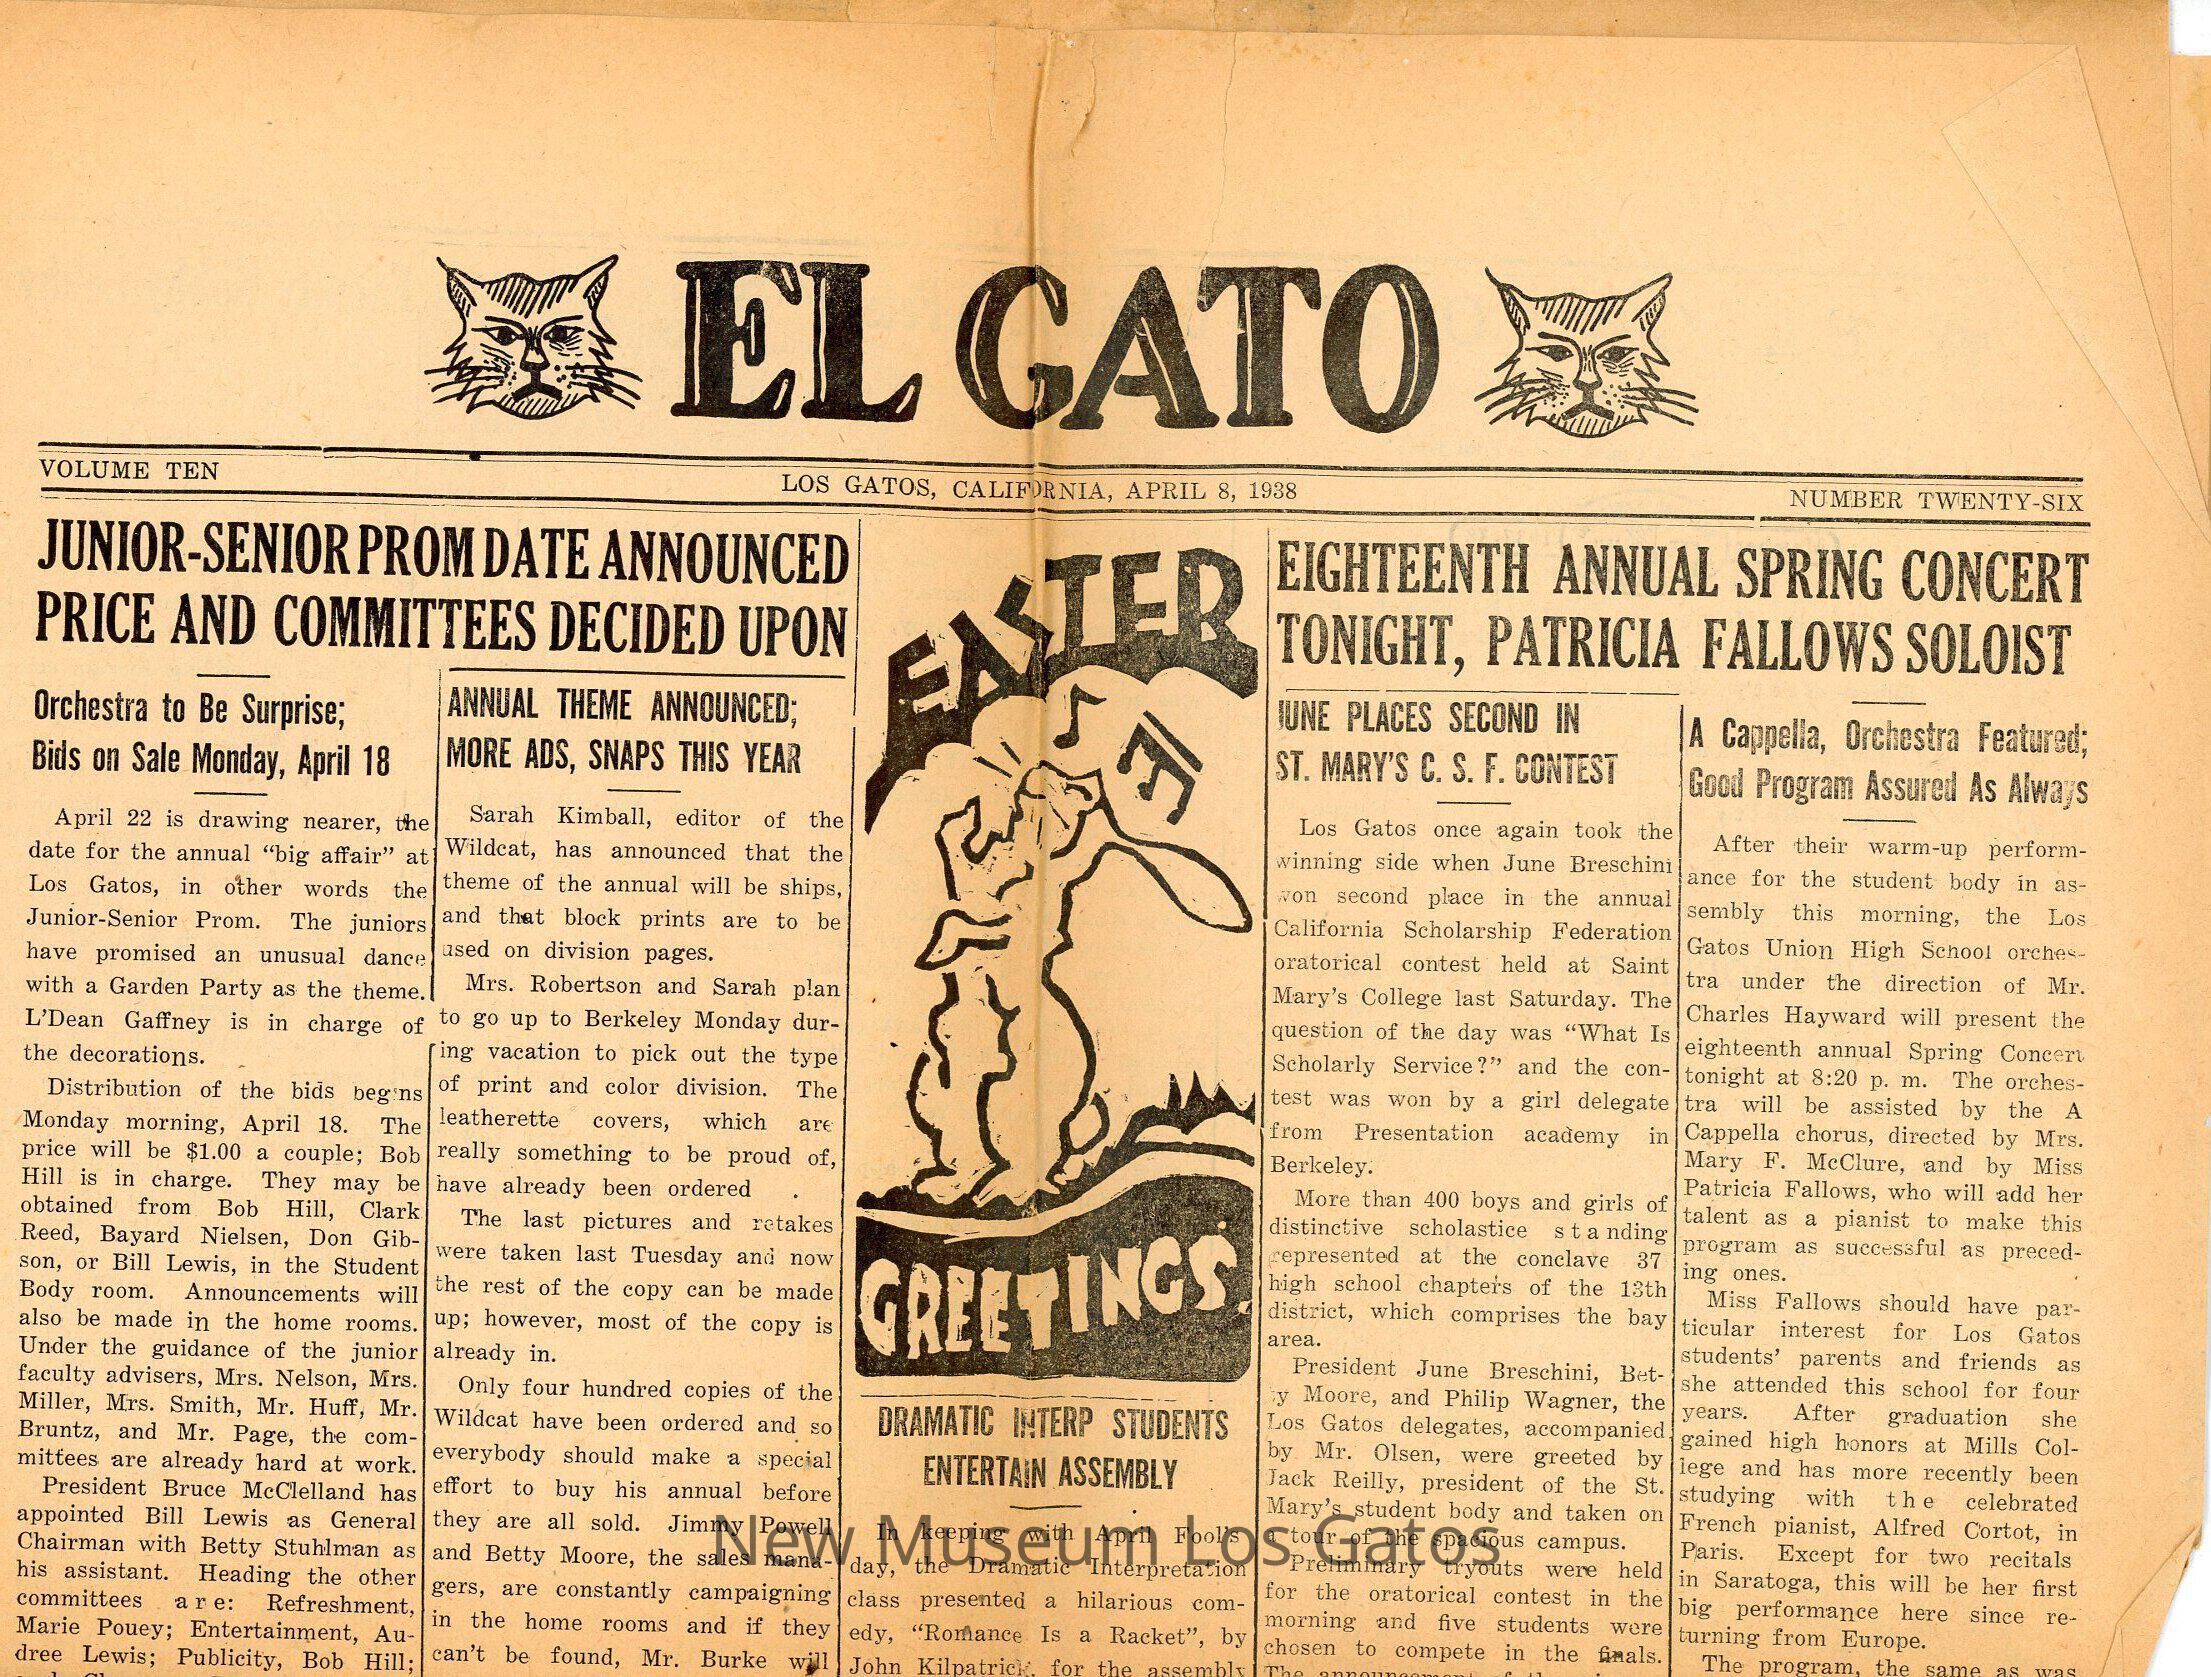 EL GATO
VOLUME TEN
LOS GATOS, CALIFORNIA, APRIL 8, 1938
NUMBER TWENTY-SIX
JUNIOR-SENIOR PROM DATE ANNOUNCED
PRICE AND COMMITTEES DECIDED UPON
Orchestra to Be Surprise;
Bids on Sale Monday, April 18
April 22 is drawing nearer, the
date for the annual "big affair" at
Los Gatos, in other words the
Junior-Senior Prom. The juniors
have promised an unusual dance
with a Garden Party as the theme.
L'Dean Gaffney is in charge of
the decorations.
Distribution of the bids begins
Monday morning, April 18. The
price will be $1.00 a couple; Bob
Hill is in charge. They may be
obtained from Bob Hill, Clark
Reed, Bayard Nielsen, Don Gib-
son, or Bill Lewis, in the Student
Body room. Announcements will
also be made in the home rooms.
Under the guidance of the junior
faculty advisers, Mrs. Nelson, Mrs.
Miller, Mrs. Smith, Mr. Huff, Mr.
Bruntz, and Mr. Page, the com-
mittees are already hard at work.
President Bruce McClelland has
appointed Bill Lewis as General
Chairman with Betty Stuhlman as
his assistant. Heading the other
committees are: Refreshment,
Marie Pouey; Entertainment, Au-
dree Lewis; Publicity, Bob Hill;
ANNUAL THEME ANNOUNCED;
MORE ADS, SNAPS THIS YEAR
Sarah Kimball, editor of the
Wildcat, has announced that the
theme of the annual will be ships,
and that block prints are to be
used on division pages.
Mrs. Robertson and Sarah plan
to go up to Berkeley Monday dur-
ing vacation to pick out the type
of print and color division. The
leatherette covers, which are
really something to be proud of,
have already been ordered .
The last pictures and retakes
were taken last Tuesday and now
the rest of the copy can be made
up; however, most of the copy is
already in.
Only four hundred copies of the
Wildcat have been ordered and so
everybody should make a special
effort to buy his annual before
they are all sold. Jimmy Powell
and Betty Moore, the sales mana-
gers, are constantly campaigning
in the home rooms and if they
can't be found, Mr. Burke will
EASTER
GREETINGS.
DRAMATIC INTERP STUDENTS
ENTERTAIN ASSEMBLY
In keeping with April Fool's
day, the Dramatic Interpretation
class presented a hilarious com-
edy, "Romance Is a Racket", by
John Kilpatrick, for the assembly
EIGHTEENTH ANNUAL SPRING CONCERT
TONIGHT, PATRICIA FALLOWS SOLOIST
JUNE PLACES SECOND IN
ST. MARY'S C. S. F. CONTEST
Los Gatos once again took the
winning side when June Breschini
won second place in the annual
California Scholarship Federation
oratorical contest held at Saint
Mary's College last Saturday. The
question of the day was "What Is
Scholarly Service?" and the con-
test was won by a girl delegate
from Presentation academy in
Berkeley.
More than 400 boys and girls of
distinctive scholastice standing
represented at the conclave 37
high school chapters of the 13th
district, which comprises the bay
area.
President June Breschini, Bet-
ty Moore, and Philip Wagner, the
Los Gatos delegates, accompanied
by Mr. Olsen, were greeted by
Jack Reilly, president of the St.
Mary's student body and taken on
tour of the spacious campus.
Preliminary tryouts were held
for the oratorical contest in the
morning and five students were
chosen to compete in the finals.
The announcement of the
A Cappella, Orchestra Featured;
Good Program Assured As Always
After their warm-up perform-
ance for the student body in as-
sembly this morning, the Los
Gatos Union High School orches-
tra under the direction of Mr.
Charles Hayward will present the
eighteenth annual Spring Concert
tonight at 8:20 p. m. The orches-
tra will be assisted by the A
Cappella chorus, directed by Mrs.
Mary F. McClure, and by Miss
Patricia Fallows, who will add her
talent as a pianist to make this
program as successful as preced-
ing ones.
Miss Fallows should have par-
ticular interest for Los Gatos
students' parents and friends as
she attended this school for four
years. After graduation she
gained high honors at Mills Col-
lege and has more recently been
studying with the celebrated
French pianist, Alfred Cortot, in
Paris. Except for two recitals
in Saratoga, this will be her first
big performance here since re-
turning from Europe.
The program, the same as was
New Museum Los Gatos